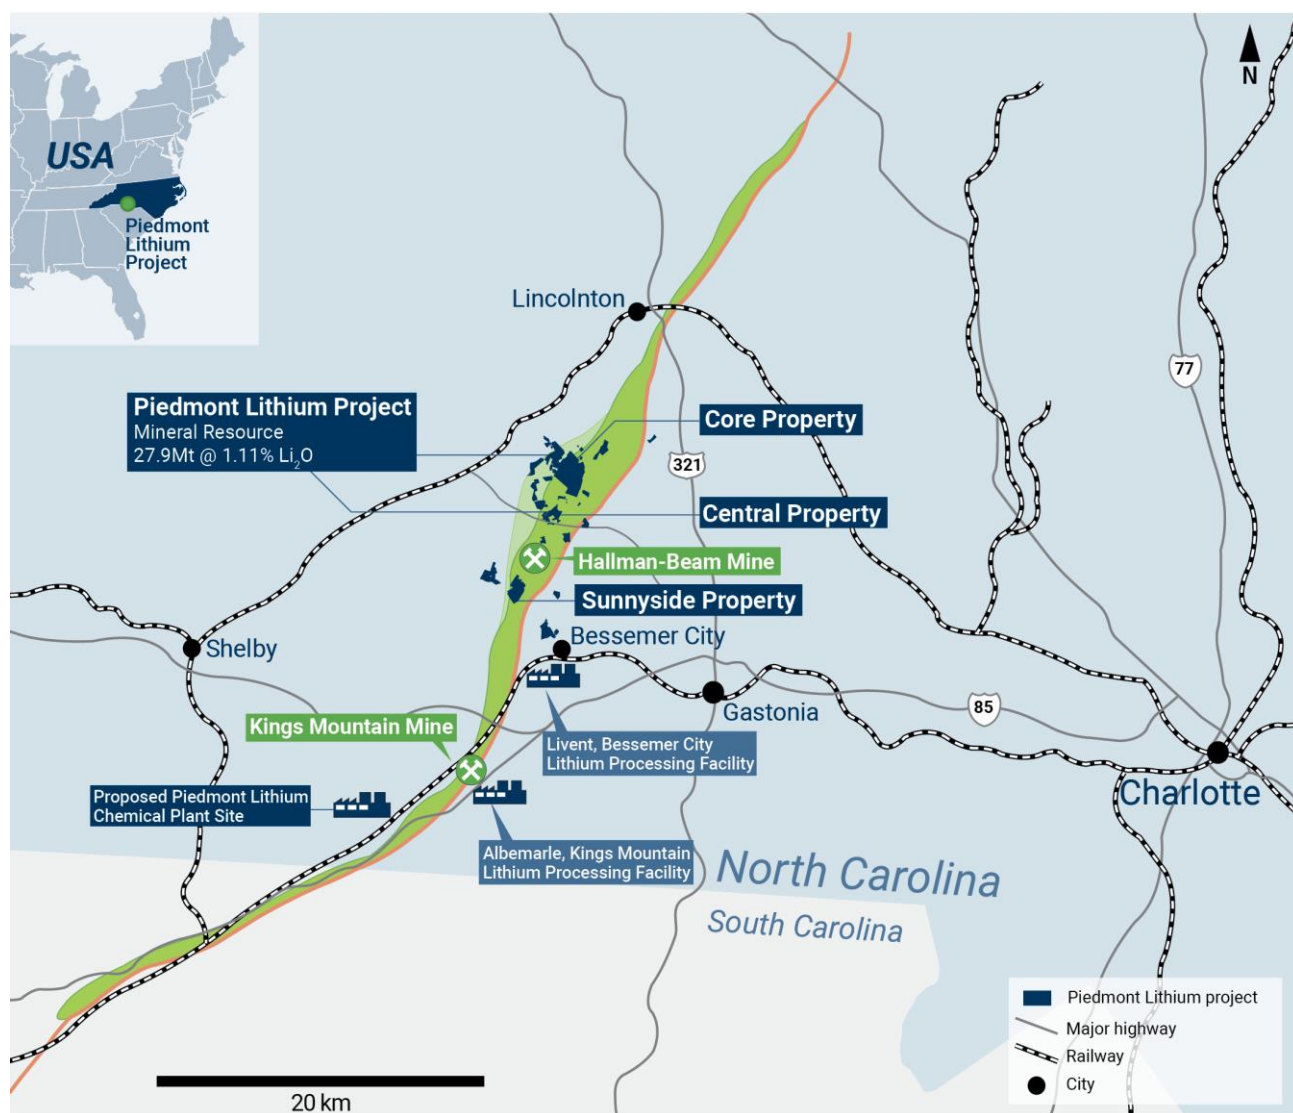 USA
Piedmont
Lithium
Project
N
Lincolnton
77
Piedmont Lithium Project
Mineral Resource
27.9Mt @ 1.11% Li₂O
Core Property
321
Central Property
Hallman-Beam Mine
Sunnyside Property
Shelby
Bessemer City
Gastonia
85
Kings Mountain Mine
Livent, Bessemer City
Lithium Processing Facility
Charlotte
Proposed Piedmont Lithium
Chemical Plant Site
Albemarle, Kings Mountain
Lithium Processing Facility
North Carolina
South Carolina
Piedmont Lithium project
Major highway
Railway
City
20 km